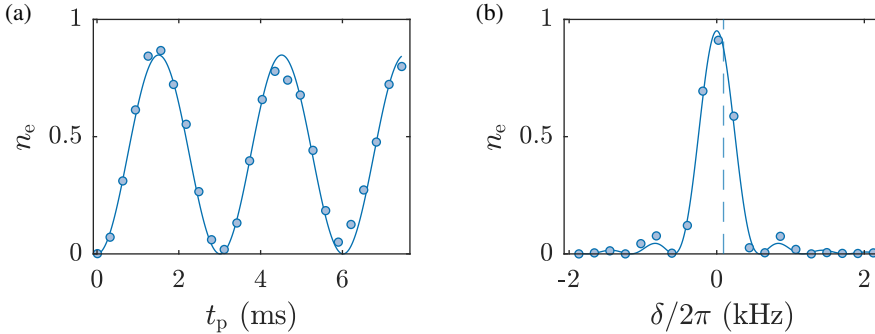 (a)
1
0.5
0
n_e
0 2 4 6
t_p (ms)
(b)
1
0.5
0
n_e
-2 0 2
δ/2π (kHz)